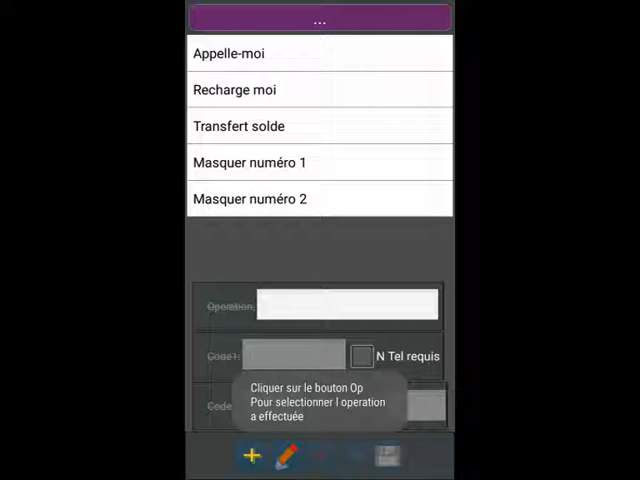 ...
Appelle-moi
Recharge moi
Transfert solde
Masquer numéro 1
Masquer numéro 2
Operation
Code1:
N Tel requis
Code
Cliquer sur le bouton Op
Pour selectionner l operation
a effectuée